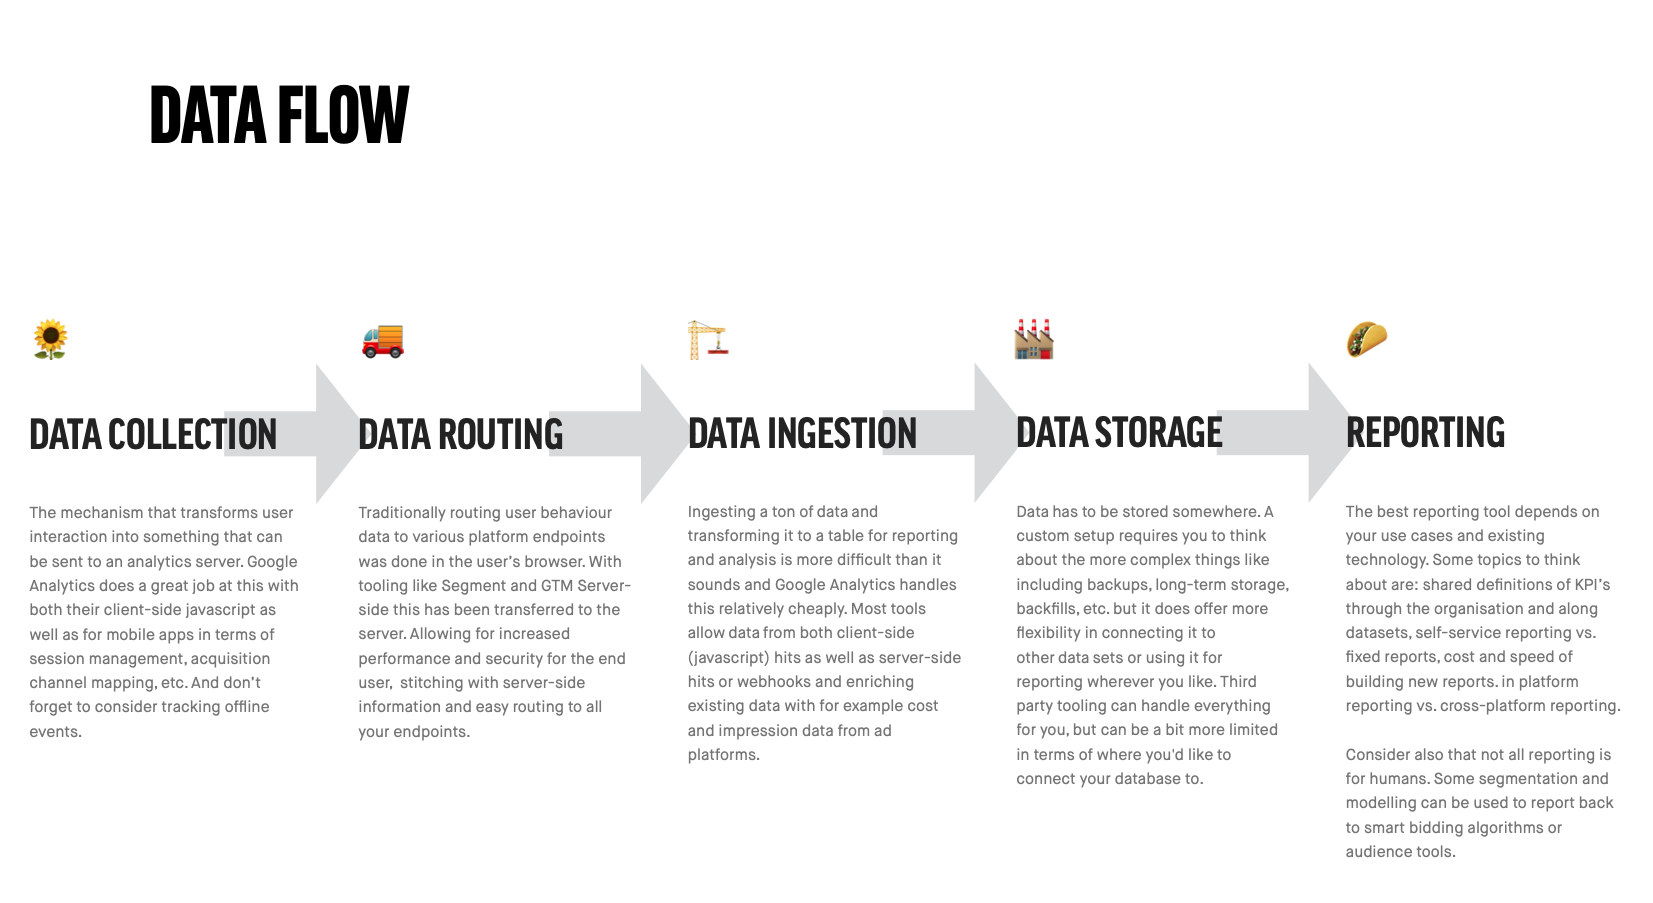 DATA FLOW
DATA COLLECTION
The mechanism that transforms user
interaction into something that can
be sent to an analytics server. Google
Analytics does a great job at this with
both their client-side javascript as
well as for mobile apps in terms of
session management, acquisition
channel mapping, etc. And don't
forget to consider tracking offline
events.
DATA ROUTING
Traditionally routing user behaviour
data to various platform endpoints
was done in the user's browser. With
tooling like Segment and GTM Server-
side this has been transferred to the
server. Allowing for increased
performance and security for the end
user,  stitching with server-side
information and easy routing to all
your endpoints.
DATA INGESTION
Ingesting a ton of data and
transforming it to a table for reporting
and analysis is more difficult than it
sounds and Google Analytics handles
this relatively cheaply. Most tools
allow data from both client-side
(javascript) hits as well as server-side
hits or webhooks and enriching
existing data with for example cost
and impression data from ad
platforms.
DATA STORAGE
Data has to be stored somewhere. A
custom setup requires you to think
about the more complex things like
including backups, long-term storage,
backfills, etc. but it does offer more
flexibility in connecting it to
other data sets or using it for
reporting wherever you like. Third
party tooling can handle everything
for you, but can be a bit more limited
in terms of where you'd like to
connect your database to.
REPORTING
The best reporting tool depends on
your use cases and existing
technology. Some topics to think
about are: shared definitions of KPI's
through the organisation and along
datasets, self-service reporting vs.
fixed reports, cost and speed of
building new reports. in platform
reporting vs. cross-platform reporting.
Consider also that not all reporting is
for humans. Some segmentation and
modelling can be used to report back
to smart bidding algorithms or
audience tools.